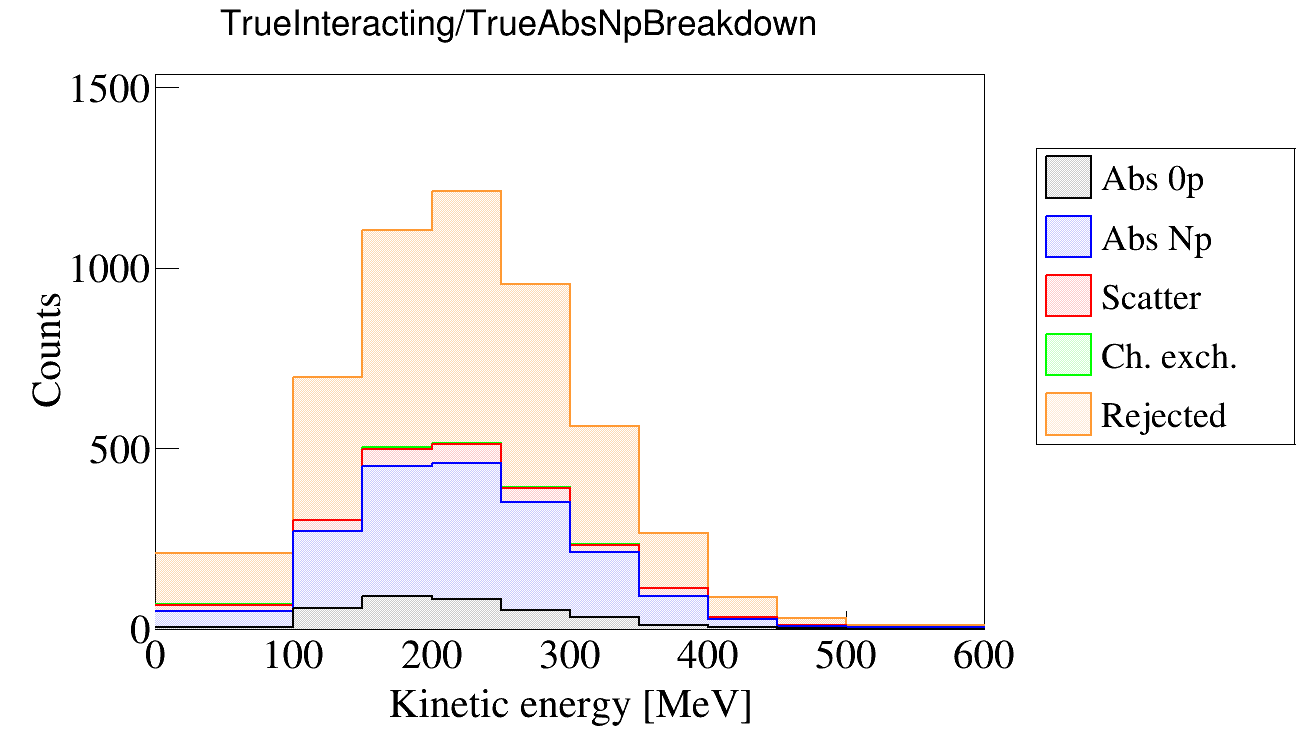 TrueInteracting/TrueAbsNpBreakdown
1500
1000
500
0
Counts
0 100 200 300 400 500 600
Kinetic energy [MeV]
Abs 0p
Abs Np
Scatter
Ch. exch.
Rejected